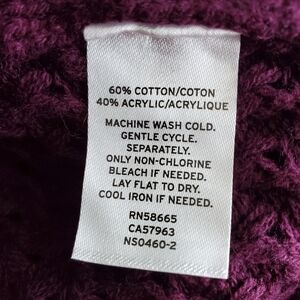 60% COTTON/COTON
40% ACRYLIC/ACRYLIQUE
MACHINE WASH COLD.
GENTLE CYCLE.
SEPARATELY.
ONLY NON-CHLORINE
BLEACH IF NEEDED.
LAY FLAT TO DRY.
COOL IRON IF NEEDED.
RN58665
CA57963
NS0460-2